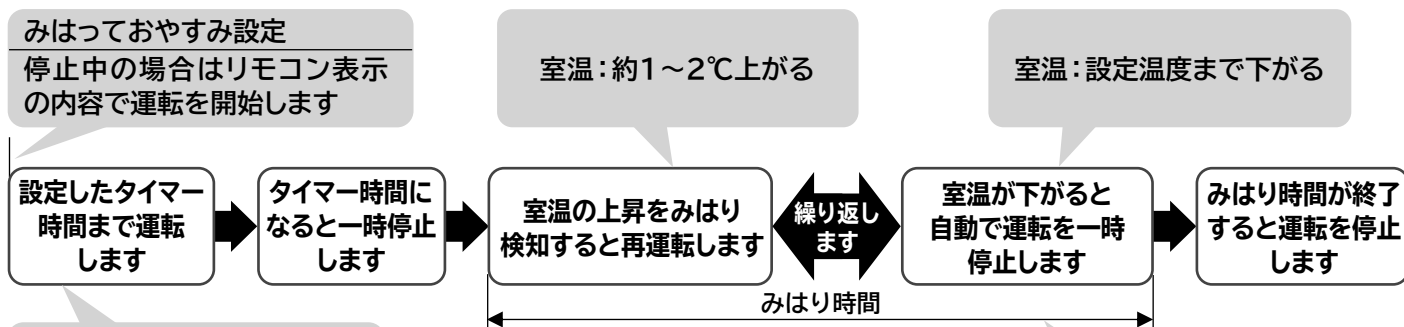 みはっておやすみ設定
停止中の場合はリモコン表示
の内容で運転を開始します
室温：約1～2℃上がる
室温：設定温度まで下がる
設定したタイマー
時間まで運転
します
タイマー時間に
なると一時停止
します
室温の上昇をみはり
検知すると再運転します
繰り返し
ます
室温が下がると
自動で運転を一時
停止します
みはり時間が終了
すると運転を停止
します
みはり時間